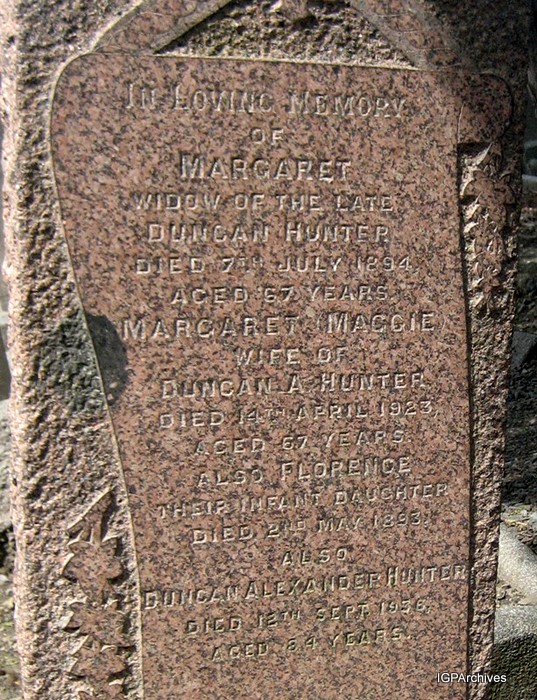 In Loving Memory
OF
MARGARET
WIDOW OF THE LATE
DUNCAN HUNTER
DIED 7TH JULY 1894,
AGED 67 YEARS.
MARGARET (MAGGIE)
WIFE OF
DUNCAN A. HUNTER
DIED 14TH APRIL 1923,
AGED 67 YEARS.
ALSO FLORENCE
THEIR INFANT DAUGHTER
DIED 2ND MAY 1893.
ALSO
DUNCAN ALEXANDER HUNTER
DIED 12TH SEPT
AGED YEARS.
IGPArchives